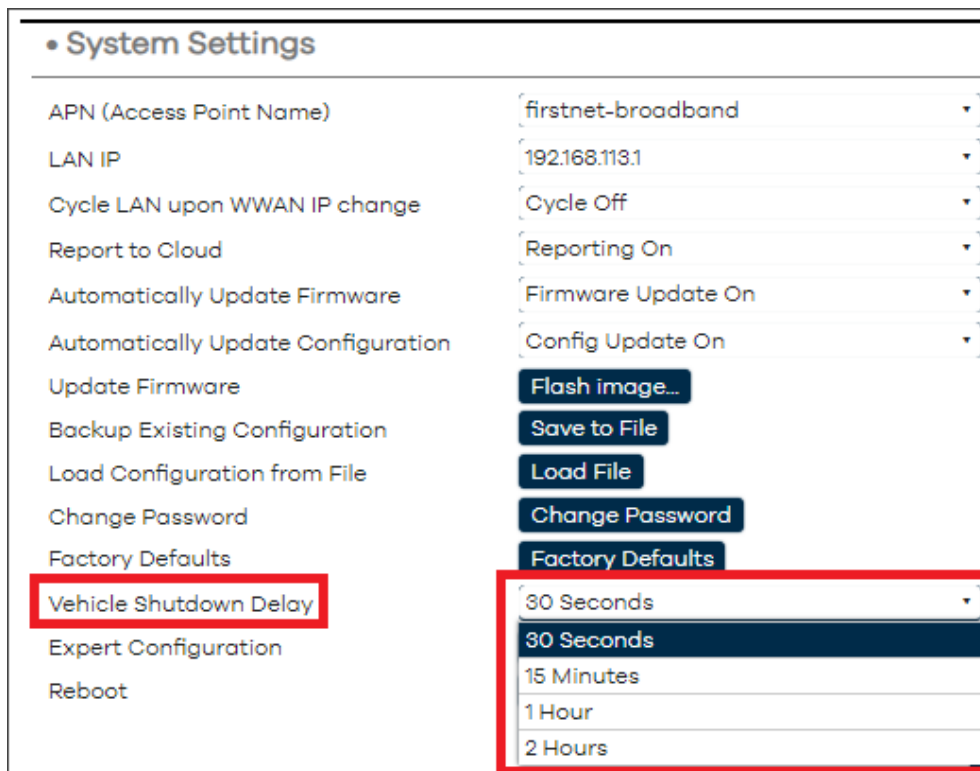 • System Settings
APN (Access Point Name) firstnet-broadband
LAN IP 192.168.113.1
Cycle LAN upon WWAN IP change Cycle Off
Report to Cloud Reporting On
Automatically Update Firmware Firmware Update On
Automatically Update Configuration Config Update On
Update Firmware Flash image...
Backup Existing Configuration Save to File
Load Configuration from File Load File
Change Password Change Password
Factory Defaults Factory Defaults
Vehicle Shutdown Delay 30 Seconds
Expert Configuration 30 Seconds
15 Minutes
Reboot
1 Hour
2 Hours